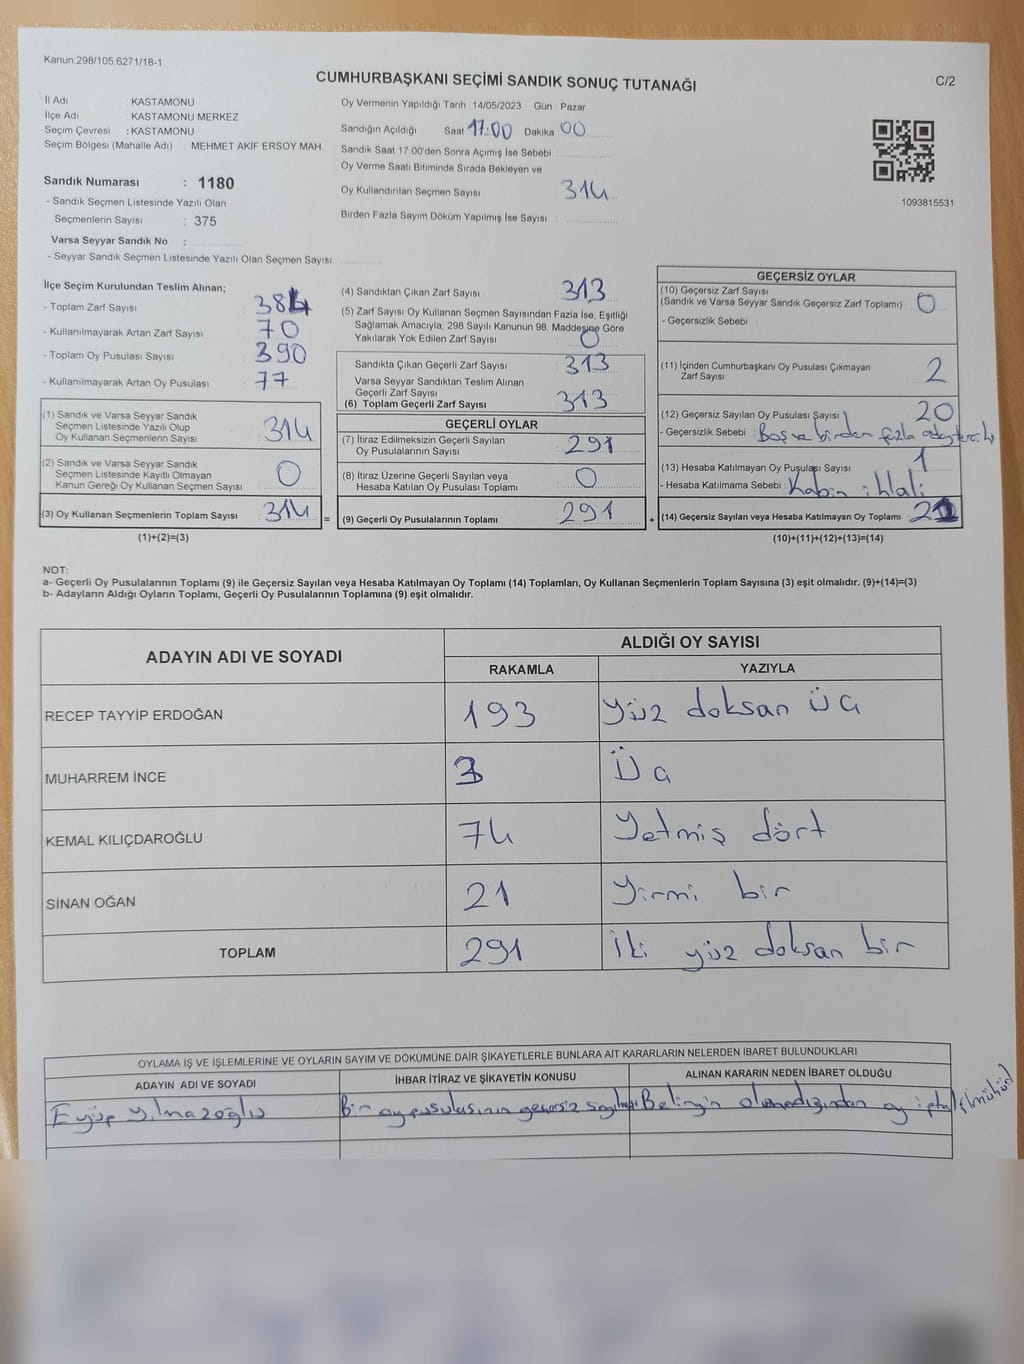 Kanun.298/105,6271/18-1
CUMHURBAŞKANI SEÇİMİ SANDIK SONUÇ TUTANAĞI
C/2
İl Adı : KASTAMONU
İlçe Adı : KASTAMONU MERKEZ
Seçim Çevresi : KASTAMONU
Seçim Bölgesi (Mahalle Adı) : MEHMET AKİF ERSOY MAH
Sandık Numarası : 1180
- Sandık Seçmen Listesinde Yazılı Olan
Seçmenlerin Sayısı : 375
Varsa Seyyar Sandık No :
- Seyyar Sandık Seçmen Listesinde Yazılı Olan Seçmen Sayısı
Oy Vermenin Yapıldığı Tarih : 14/05/2023 Gün : Pazar
Sandığın Açıldığı Saat 17:00 Dakika 00
Sandık Saat 17:00'den Sonra Açımış İse Sebebi :
Oy Verme Saati Bitiminde Sırada Bekleyen ve
Oy Kullandırılan Seçmen Sayısı : 314
Birden Fazla Sayım Döküm Yapılmış İse Sayısı :
1093815531
İlçe Seçim Kurulundan Teslim Alınan;
- Toplam Zarf Sayısı : 384
- Kullanılmayarak Artan Zarf Sayısı : 70
- Toplam Oy Pusulası Sayısı : 390
- Kullanılmayarak Artan Oy Pusulası : 77
(1) Sandık ve Varsa Seyyar Sandık
Seçmen Listesinde Yazılı Olup
Oy Kullanan Seçmenlerin Sayısı : 314
(2) Sandık ve Varsa Seyyar Sandık
Seçmen Listesinde Kayıtlı Olmayan
Kanun Gereği Oy Kullanan Seçmen Sayısı : 0
(3) Oy Kullanan Seçmenlerin Toplam Sayısı : 314
(1)+(2)=(3)
=
(4) Sandıktan Çıkan Zarf Sayısı : 313
(5) Zarf Sayısı Oy Kullanan Seçmen Sayısından Fazla İse, Eşitliği
Sağlamak Amacıyla, 298 Sayılı Kanunun 98. Maddesine Göre
Yakılarak Yok Edilen Zarf Sayısı : 0
Sandıkta Çıkan Geçerli Zarf Sayısı : 313
Varsa Seyyar Sandıktan Teslim Alınan
Geçerli Zarf Sayısı :
(6) Toplam Geçerli Zarf Sayısı : 313
GEÇERLİ OYLAR
(7) İtiraz Edilmeksizin Geçerli Sayılan
Oy Pusulalarının Sayısı : 291
(8) İtiraz Üzerine Geçerli Sayılan veya
Hesaba Katılan Oy Pusulası Toplamı : 0
(9) Geçerli Oy Pusulalarının Toplamı : 291
+
GEÇERSİZ OYLAR
(10) Geçersiz Zarf Sayısı
(Sandık ve Varsa Seyyar Sandık Geçersiz Zarf Toplamı) : 0
- Geçersizlik Sebebi :
(11) İçinden Cumhurbaşkanı Oy Pusulası Çıkmayan
Zarf Sayısı : 2
(12) Geçersiz Sayılan Oy Pusulası Sayısı : 20
- Geçersizlik Sebebi : Boş ve birden fazla
(13) Hesaba Katılmayan Oy Pusulası Sayısı : 1
- Hesaba Katılmama Sebebi : Kabin ihlali
(14) Geçersiz Sayılan veya Hesaba Katılmayan Oy Toplamı :
(10)+(11)+(12)+(13)=(14)
NOT:
a- Geçerli Oy Pusulalarının Toplamı (9) ile Geçersiz Sayılan veya Hesaba Katılmayan Oy Toplamı (14) Toplamları, Oy Kullanan Seçmenlerin Toplam Sayısına (3) eşit olmalıdır. (9)+(14)=(3)
b- Adayların Aldığı Oyların Toplamı, Geçerli Oy Pusulalarının Toplamına (9) eşit olmalıdır.
ADAYIN ADI VE SOYADI ALDIĞI OY SAYISI
RAKAMLA YAZIYLA
RECEP TAYYİP ERDOĞAN 193 yüz doksan üç
MUHARREM İNCE 3 Üç
KEMAL KILIÇDAROĞLU 74 Yetmiş dört
SİNAN OĞAN 21 Yirmi bir
TOPLAM 291 İki yüz doksan bir
OYLAMA İŞ VE İŞLEMLERİNE VE OYLARIN SAYIM VE DÖKÜMÜNE DAİR ŞİKAYETLERLE BUNLARA AİT KARARLARIN NELERDEN İBARET BULUNDUKLARI
ADAYIN ADI VE SOYADI İHBAR İTİRAZ VE ŞİKAYETİN KONUSU ALINAN KARARIN NEDEN İBARET OLDUĞU
Eyüp Yılmazoğlu Bir oy pusulasının geçersiz olmadığından oy iptal